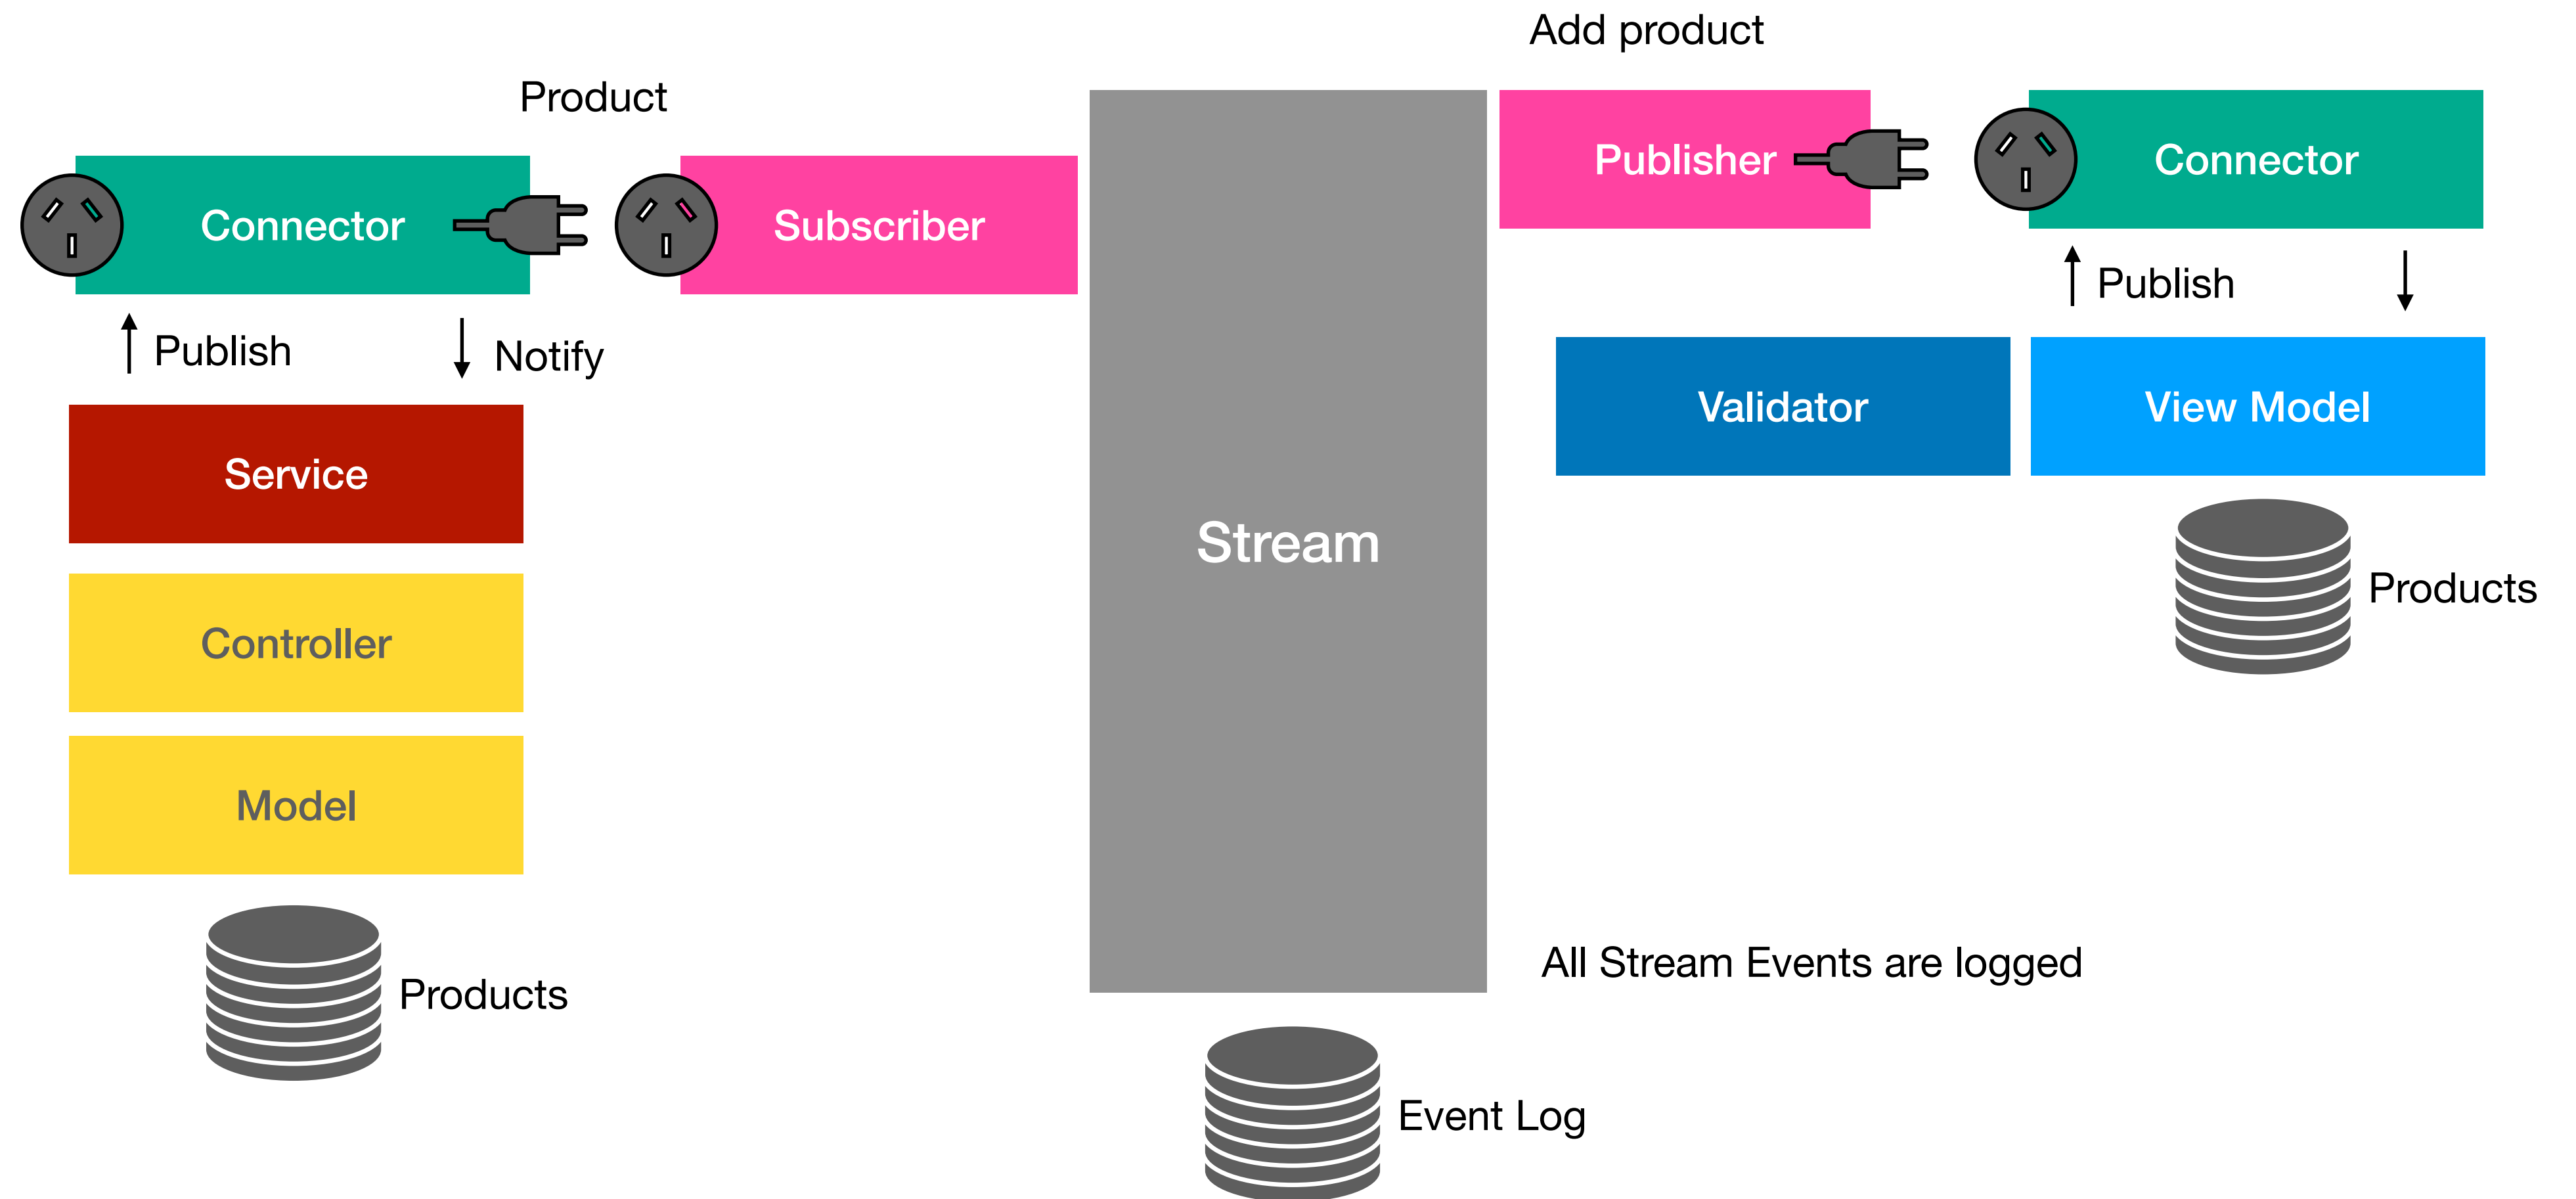 Add product
Product
Publisher
Connector
Connector
Subscriber
Publish
Publish
Notify
Validator
View Model
Service
Stream
Products
Controller
Model
All Stream Events are logged
Products
Event Log